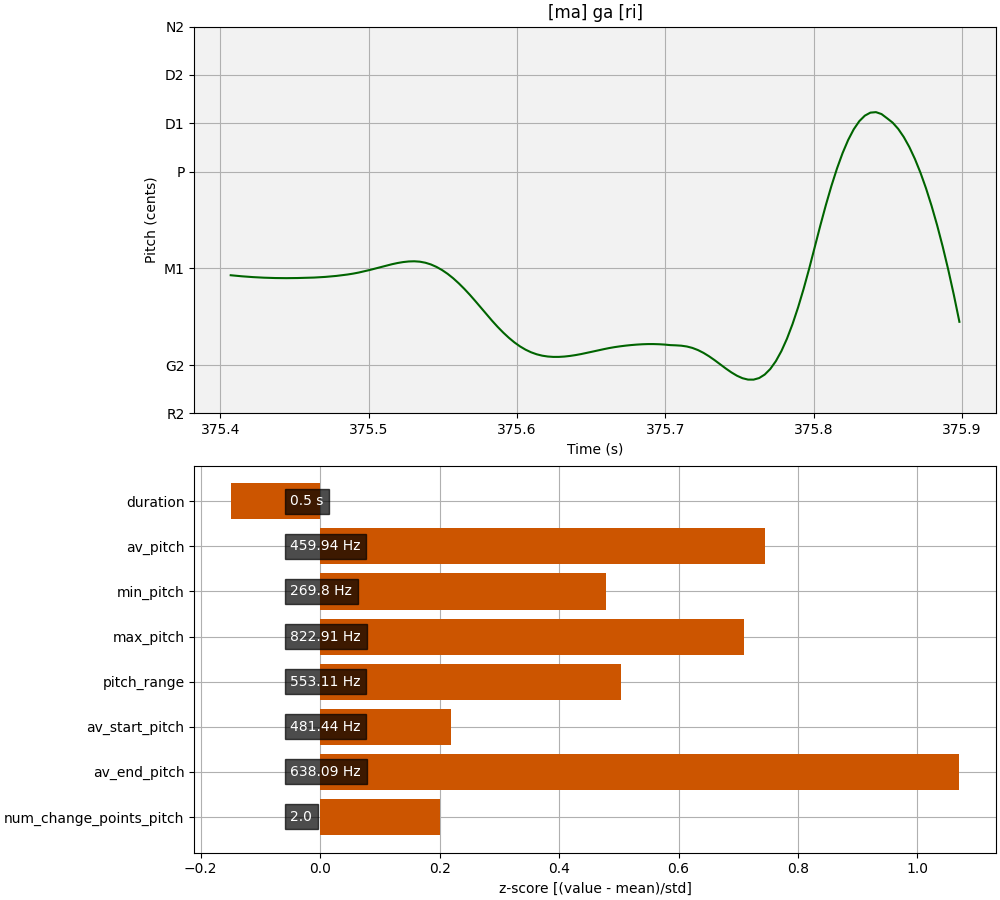 [ma] ga [ri]
N2
D2
D1
P
M1
G2
R2
Pitch (cents)
375.4 375.5 375.6 375.7 375.8 375.9
Time (s)
duration 0.5 s
av_pitch 459.94 Hz
min_pitch 269.8 Hz
max_pitch 822.91 Hz
pitch_range 553.11 Hz
av_start_pitch 481.44 Hz
av_end_pitch 638.09 Hz
num_change_points_pitch 2.0
−0.2 0.0 0.2 0.4 0.6 0.8 1.0
z-score [(value - mean)/std]